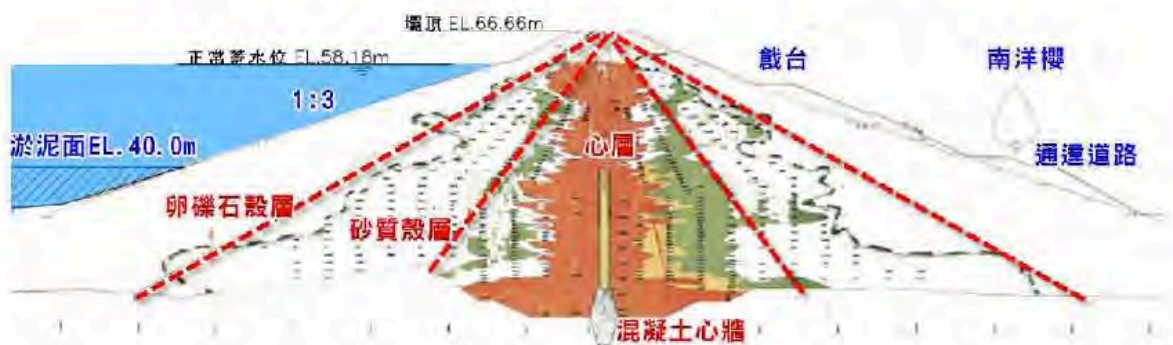 壩頂 EL.66.66m
正常蓄水位 EL.58.18m
戲台
南洋櫻
1:3
淤泥面EL.40.0m
心層
通達道路
卵礫石殼層
砂質殼層
混凝土心牆